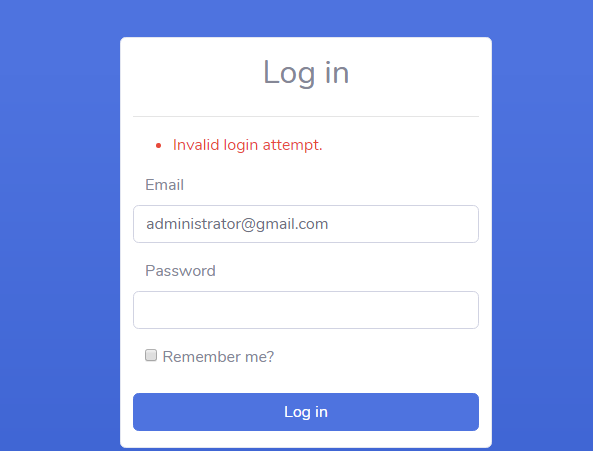 Log in
Invalid login attempt.
Email
administrator@gmail.com
Password
Remember me?
Log in